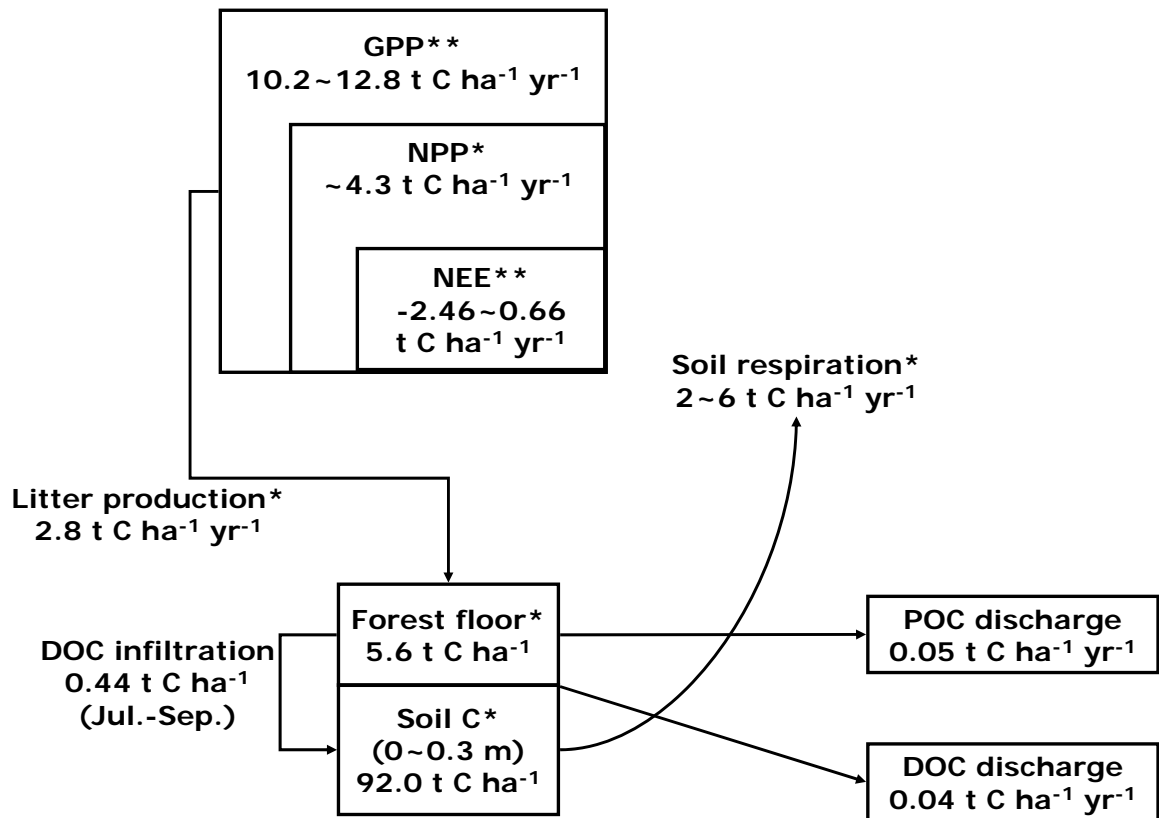 GPP**
10.2~12.8 t C ha⁻¹ yr⁻¹
NPP*
~4.3 t C ha⁻¹ yr⁻¹
NEE**
-2.46~0.66
t C ha⁻¹ yr⁻¹
Soil respiration*
2~6 t C ha⁻¹ yr⁻¹
Litter production*
2.8 t C ha⁻¹ yr⁻¹
Forest floor*
5.6 t C ha⁻¹
DOC infiltration
0.44 t C ha⁻¹
(Jul.-Sep.)
Soil C*
(0~0.3 m)
92.0 t C ha⁻¹
POC discharge
0.05 t C ha⁻¹ yr⁻¹
DOC discharge
0.04 t C ha⁻¹ yr⁻¹